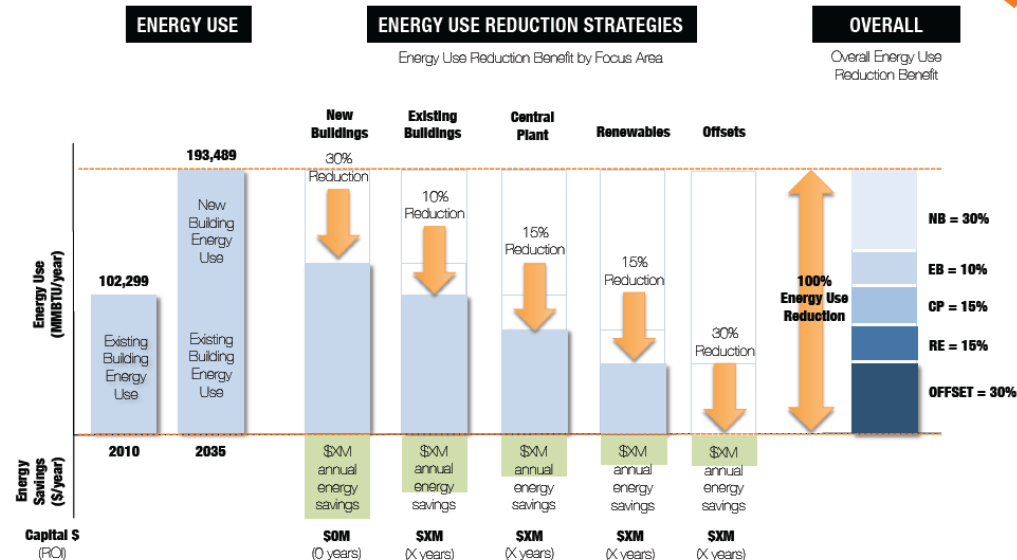 ENERGY USE
ENERGY USE REDUCTION STRATEGIES
OVERALL
Energy Use Reduction Benefit by Focus Area
Overall Energy Use
Reduction Benefit
New
Buildings
Existing
Buildings
Central
Plant
Renewables
Offsets
193,489
102,299
Energy Use
(MMBTU/year)
New
Building
Energy
Use
Existing
Building
Energy
Use
Existing
Building
Energy
Use
30%
Reduction
10%
Reduction
15%
Reduction
15%
Reduction
30%
Reduction
100%
Energy Use
Reduction
NB = 30%
EB = 10%
CP = 15%
RE = 15%
OFFSET = 30%
2010
2035
Energy
Savings
($/year)
$XM
annual
energy
savings
$XM
annual
energy
savings
$XM
annual
energy
savings
$XM
annual
energy
savings
$XM
annual
energy
savings
Capital $
(ROI)
$0M
(0 years)
$XM
(X years)
$XM
(X years)
$XM
(X years)
$XM
(X years)